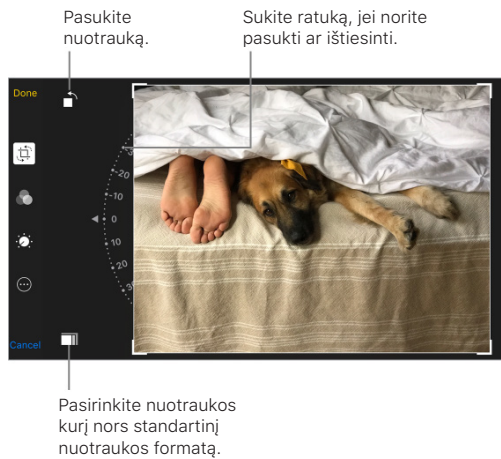 Pasukite
nuotrauką.
Sukite ratuką, jei norite
pasukti ar ištiesinti.
Done
-20
-10
0
10
20
Cancel
Pasirinkite nuotraukos
kurį nors standartinį
nuotraukos formatą.